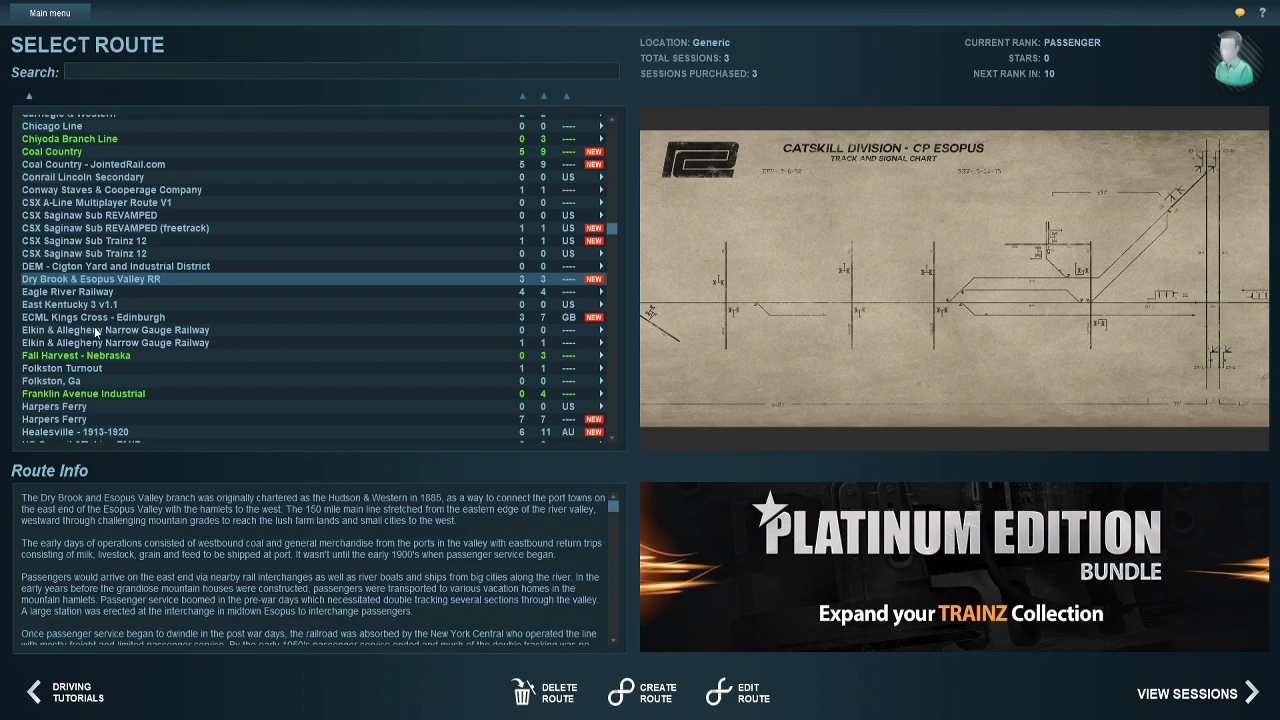 Main menu
?
SELECT ROUTE
Search:
LOCATION: Generic
TOTAL SESSIONS: 3
SESSIONS PURCHASED: 3
CURRENT RANK: PASSENGER
STARS: 0
NEXT RANK IN: 10
Chicago Line 0 0 ----
Chiyoda Branch Line 0 3 ----
Coal Country 5 9 ---- NEW
Coal Country - JointedRail.com 5 9 ---- NEW
Conrail Lincoln Secondary 0 0 US
Conway Staves & Cooperage Company 1 1 ----
CSX A-Line Multiplayer Route V1 0 0 ----
CSX Saginaw Sub REVAMPED 0 0 US
CSX Saginaw Sub REVAMPED (freetrack) 1 1 US NEW
CSX Saginaw Sub Trainz 12 1 1 US NEW
CSX Saginaw Sub Trainz 12 0 0 US
DEM - Cigton Yard and Industrial District 0 0 ----
Dry Brook & Esopus Valley RR 3 3 ---- NEW
Eagle River Railway 4 4 ----
East Kentucky 3 v1.1 0 0 US
ECML Kings Cross - Edinburgh 3 7 GB NEW
Elkin & Allegheny Narrow Gauge Railway 0 0 ----
Elkin & Allegheny Narrow Gauge Railway 1 1 ----
Fall Harvest - Nebraska 0 3 ----
Folkston Turnout 1 1 ----
Folkston, Ga 0 0 ----
Franklin Avenue Industrial 0 4 ----
Harpers Ferry 0 0 US
Harpers Ferry 7 7 ---- NEW
Healesville - 1913-1920 6 11 AU NEW
CATSKILL DIVISION - CP ESOPUS
TRACK AND SIGNAL CHART
Route Info
The Dry Brook and Esopus Valley branch was originally chartered as the Hudson & Western in 1885, as a way to connect the port towns on
the east end of the Esopus Valley with the hamlets to the west. The 150 mile main line stretched from the eastern edge of the river valley,
westward through challenging mountain grades to reach the lush farm lands and small cities to the west.
The early days of operations consisted of westbound coal and general merchandise from the ports in the valley with eastbound return trips
consisting of milk, livestock, grain and feed to be shipped at port. It wasn't until the early 1900's when passenger service began.
Passengers would arrive on the east end via nearby rail interchanges as well as river boats and ships from big cities along the river. In the
early years before the grandiose mountain houses were constructed, passengers were transported to various vacation homes in the
mountain hamlets. Passenger service boomed in the pre-war days which necessitated double tracking several sections through the valley.
A large station was erected at the interchange in midtown Esopus to interchange passengers.
Once passenger service began to dwindle in the post war days, the railroad was absorbed by the New York Central who operated the line
with mostly freight and limited passenger service. By the early 1960's passenger service ended and much of the double tracking was no
PLATINUM EDITION
BUNDLE
Expand your TRAINZ Collection
DRIVING
TUTORIALS
DELETE
ROUTE
CREATE
ROUTE
EDIT
ROUTE
VIEW SESSIONS